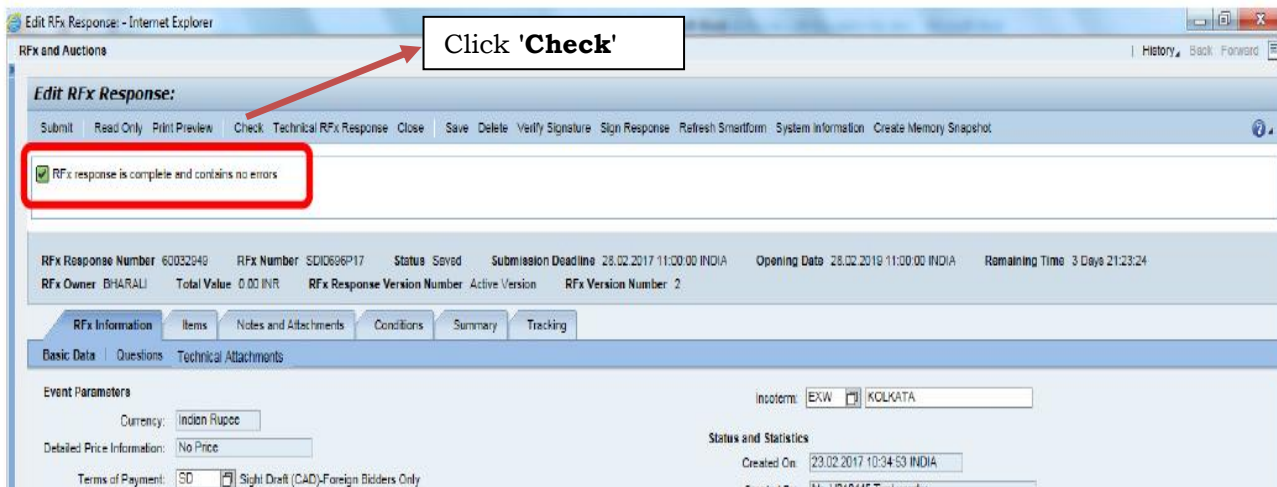 Edit RFx Response: - Internet Explorer
Click 'Check'
RFx and Auctions
History Back Forward
Edit RFx Response:
Submit Read Only Print Preview Check Technical RFx Response Close Save Delete Verify Signature Sign Response Refresh Smartform System Information Create Memory Snapshot
RFx response is complete and contains no errors
RFx Response Number 60032949 RFx Number SDI0696P17 Status Saved Submission Deadline 28.02.2017 11:00:00 INDIA Opening Date 28.02.2019 11:00:00 INDIA Remaining Time 3 Days 21:23:24
RFx Owner BHARALI Total Value 0.00 INR RFx Response Version Number Active Version RFx Version Number 2
RFx Information Items Notes and Attachments Conditions Summary Tracking
Basic Data Questions Technical Attachments
Event Parameters
Incoterm: EXW KOLKATA
Currency: Indian Rupee
Status and Statistics
Detailed Price Information: No Price
Created On: 23.02.2017 10:34:53 INDIA
Terms of Payment: SD Sight Draft (CAD)-Foreign Bidders Only